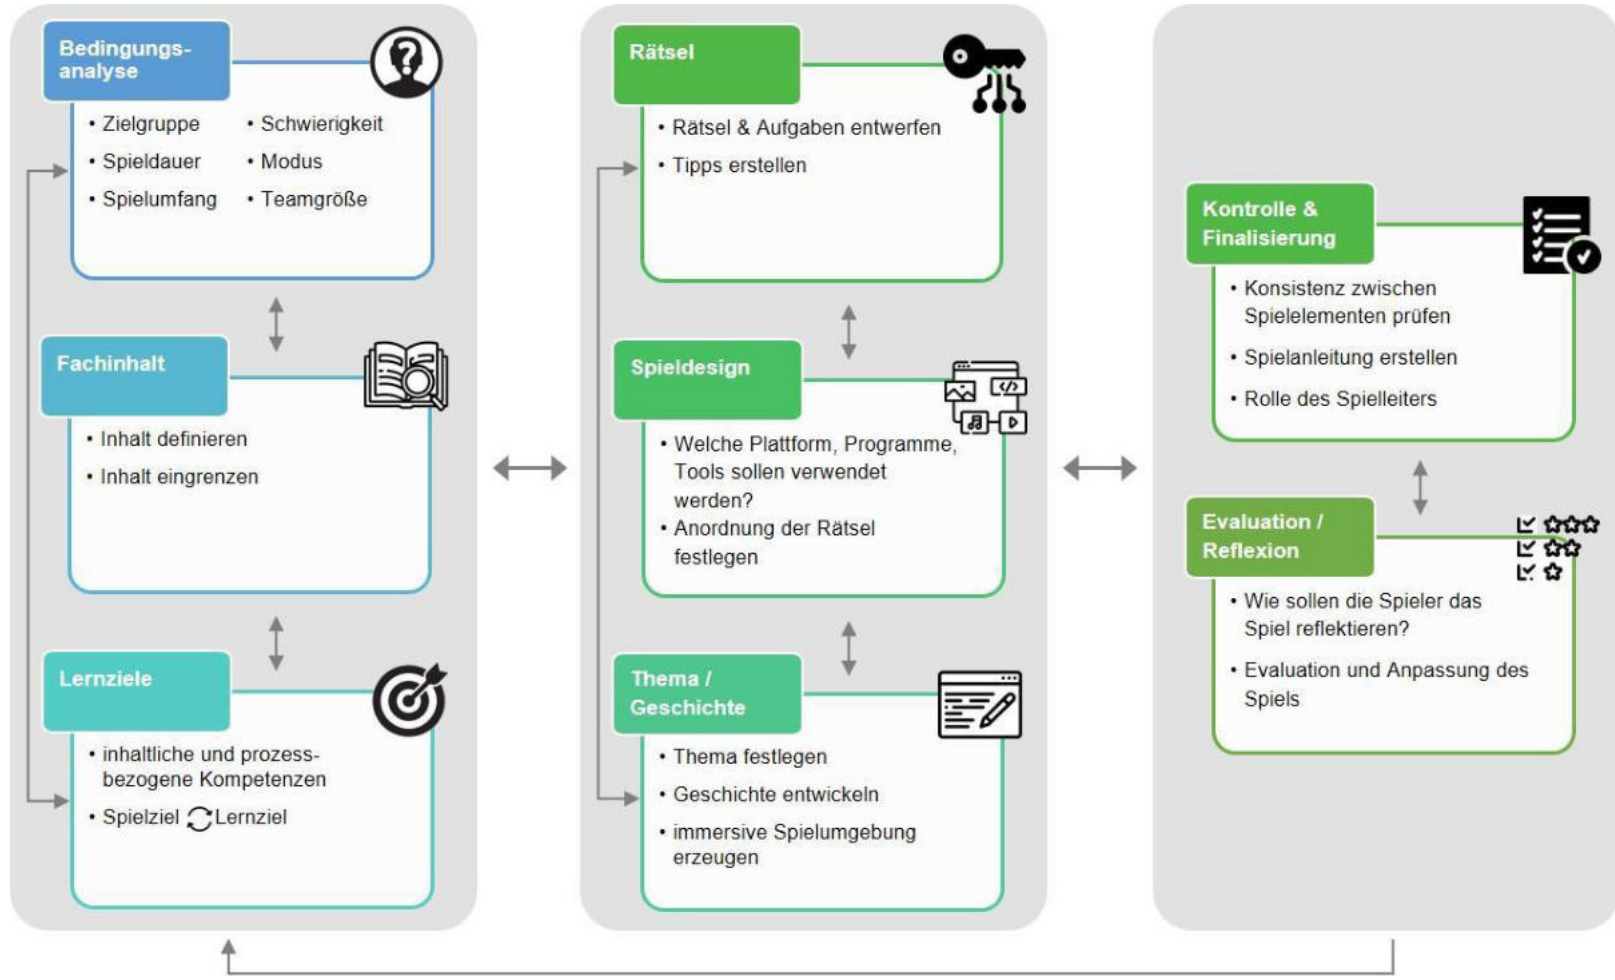 Bedingungs-
analyse
• Zielgruppe
• Spieldauer
• Spielumfang
• Schwierigkeit
• Modus
• Teamgröße
Fachinhalt
• Inhalt definieren
• Inhalt eingrenzen
Lernziele
• inhaltliche und prozess-
bezogene Kompetenzen
• Spielziel Lernziel
Rätsel
• Rätsel & Aufgaben entwerfen
• Tipps erstellen
Spieldesign
• Welche Plattform, Programme,
Tools sollen verwendet
werden?
• Anordnung der Rätsel
festlegen
Thema /
Geschichte
• Thema festlegen
• Geschichte entwickeln
• immersive Spielumgebung
erzeugen
Kontrolle &
Finalisierung
• Konsistenz zwischen
Spielelementen prüfen
• Spielanleitung erstellen
• Rolle des Spielleiters
Evaluation /
Reflexion
• Wie sollen die Spieler das
Spiel reflektieren?
• Evaluation und Anpassung des
Spiels